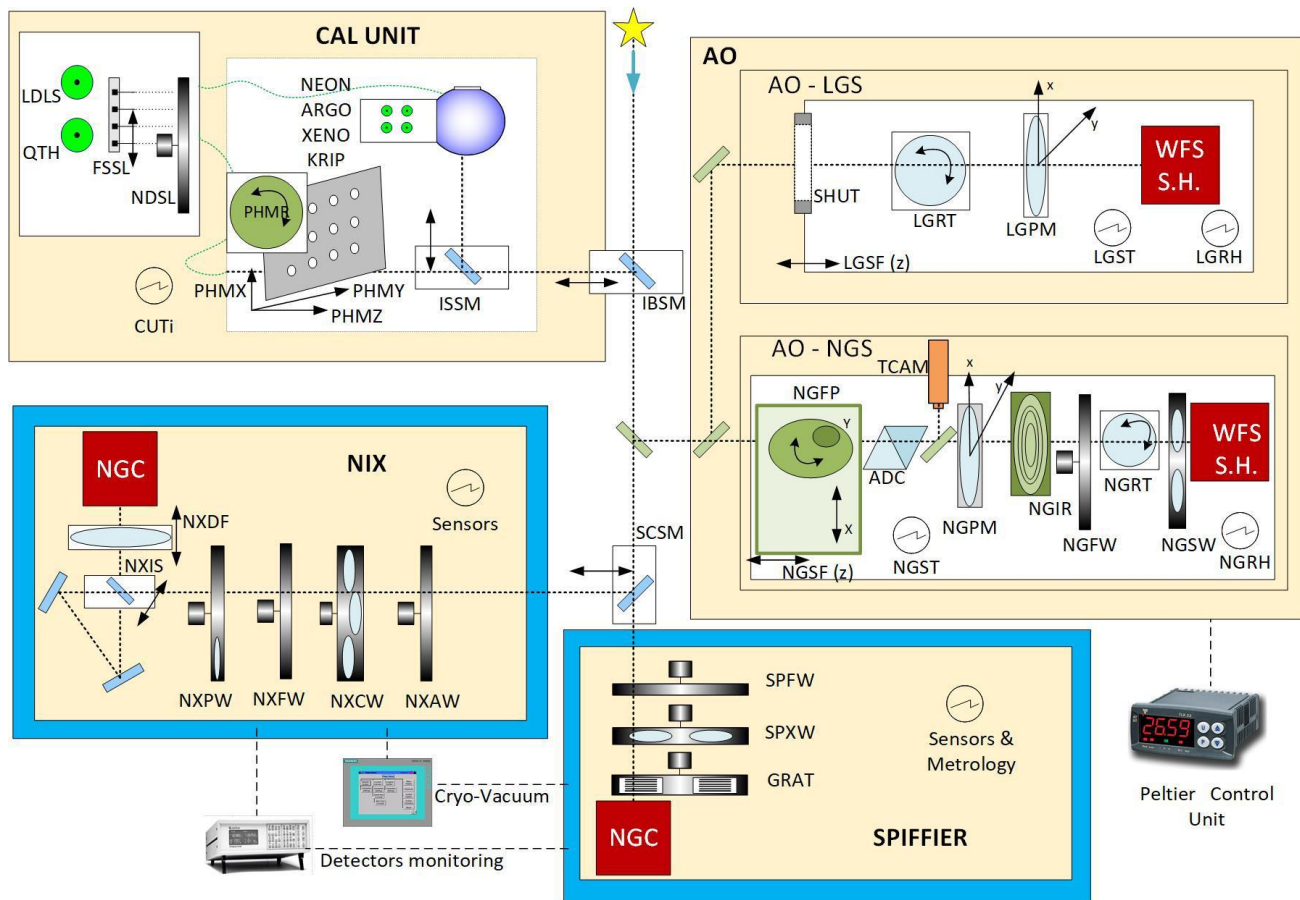 CAL UNIT
LDLS
QTH
FSSL
NDSL
NEON
ARGO
XENO
KRIP
PHMR
PHMX
PHMY
PHMZ
CUTi
ISSM
IBSM
AO
AO - LGS
x
y
WFS
S.H.
SHUT
LGRT
LGPM
LGST
LGRH
LGSF (z)
AO - NGS
TCAM
NGFP
x
y
Y
X
ADC
NGPM
NGIR
NGFW
NGRT
NGSW
WFS
S.H.
NGSF (z)
NGST
NGRH
NIX
NGC
NXDF
NXIS
Sensors
NXPW
NXFW
NXCW
NXAW
SCSM
SPFW
SPXW
GRAT
NGC
Sensors &
Metrology
SPIFFIER
Cryo-Vacuum
Detectors monitoring
26.59
Peltier Control
Unit